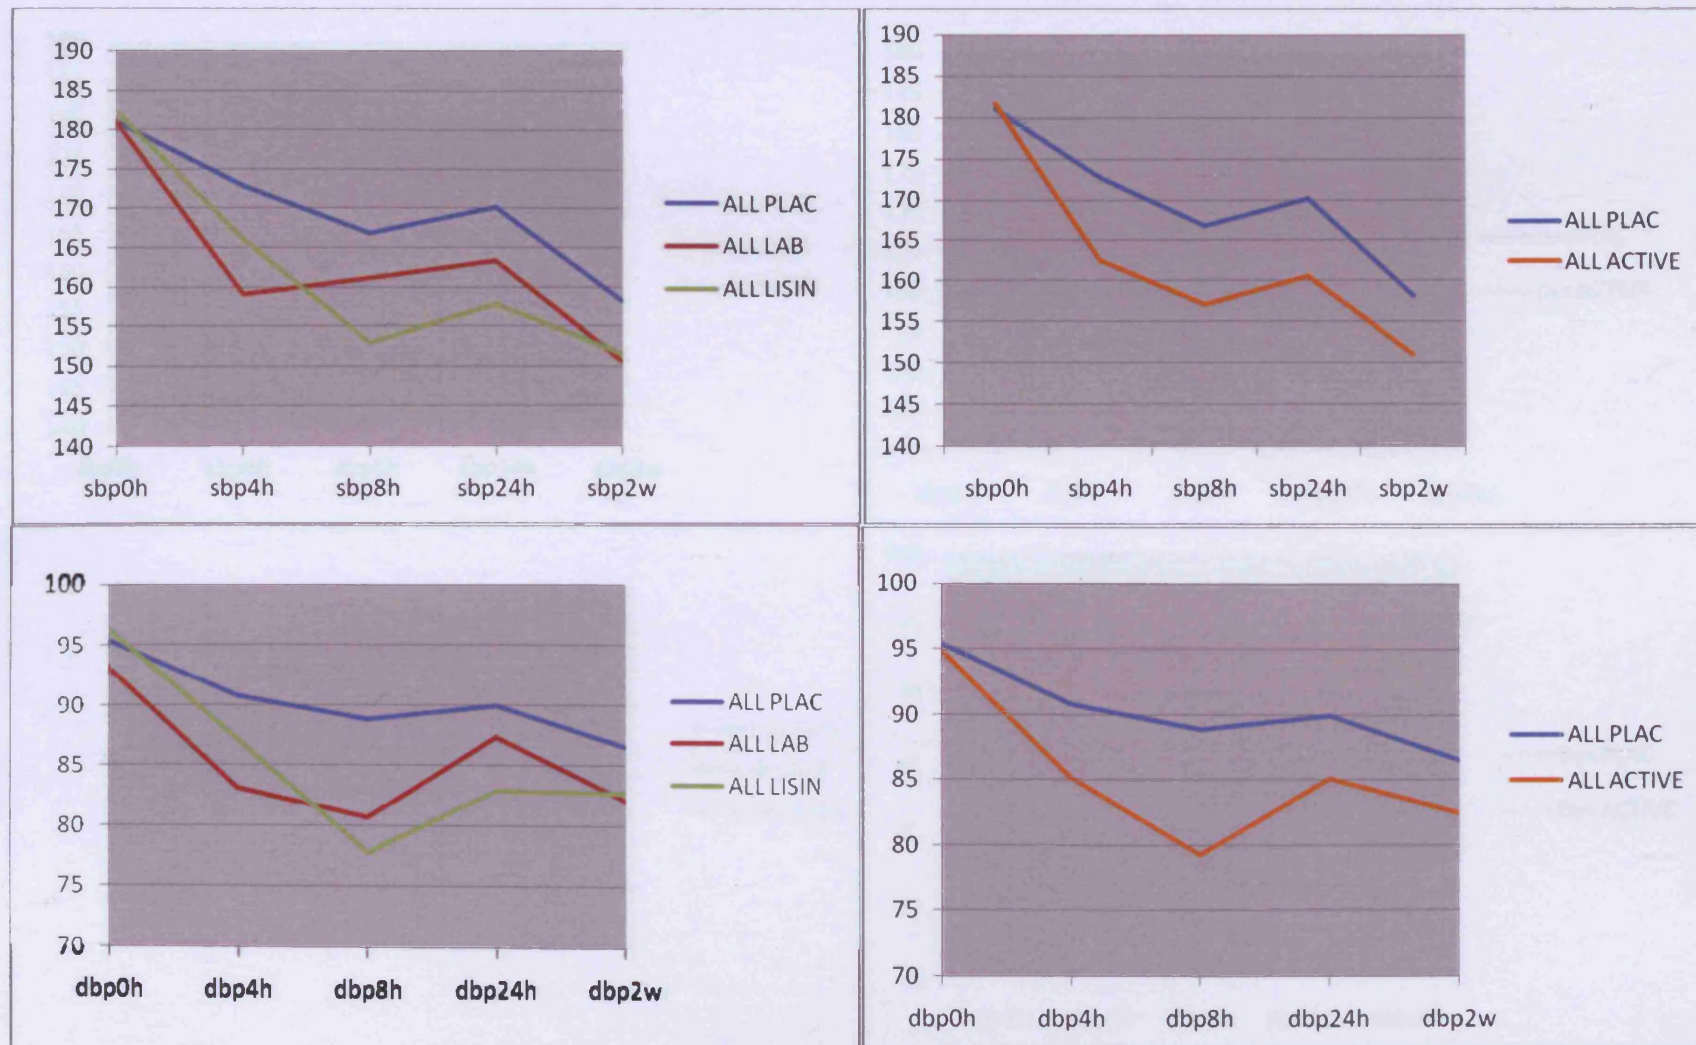 190
185
180
175
170
165
160
155
150
145
140
sbp0h sbp4h sbp8h sbp24h sbp2w
ALL PLAC
ALL LAB
ALL LISIN
190
185
180
175
170
165
160
155
150
145
140
sbp0h sbp4h sbp8h sbp24h sbp2w
ALL PLAC
ALL ACTIVE
100
95
90
85
80
75
70
dbp0h dbp4h dbp8h dbp24h dbp2w
ALL PLAC
ALL LAB
ALL LISIN
100
95
90
85
80
75
70
dbp0h dbp4h dbp8h dbp24h dbp2w
ALL PLAC
ALL ACTIVE